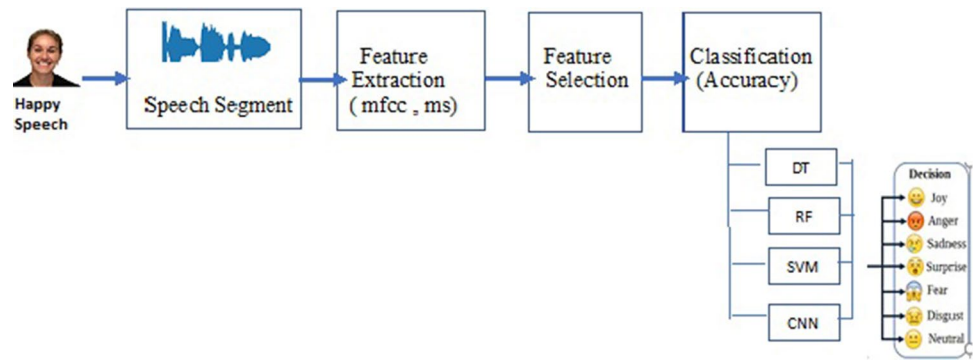 Happy
Speech
Speech Segment
Feature
Extraction
( mfcc , ms)
Feature
Selection
Classification
(Accuracy)
DT
RF
SVM
CNN
Decision
Joy
Anger
Sadness
Surprise
Fear
Disgust
Neutral